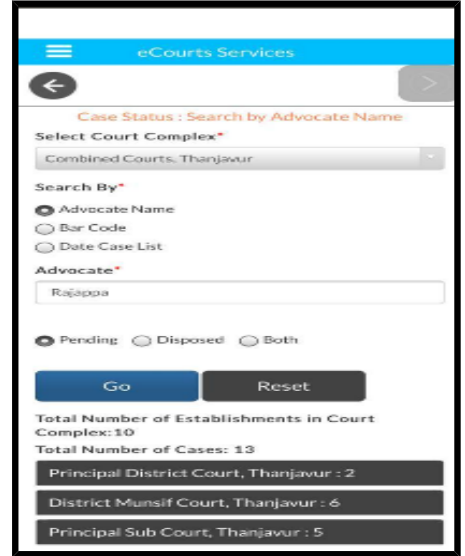 eCourts Services
Case Status : Search by Advocate Name
Select Court Complex*
Combined Courts, Thanjavur
Search By*
Advocate Name
Bar Code
Date Case List
Advocate*
Rajappa
Pending Disposed Both
Go Reset
Total Number of Establishments in Court
Complex:10
Total Number of Cases: 13
Principal District Court, Thanjavur : 2
District Munsif Court, Thanjavur : 6
Principal Sub Court, Thanjavur : 5